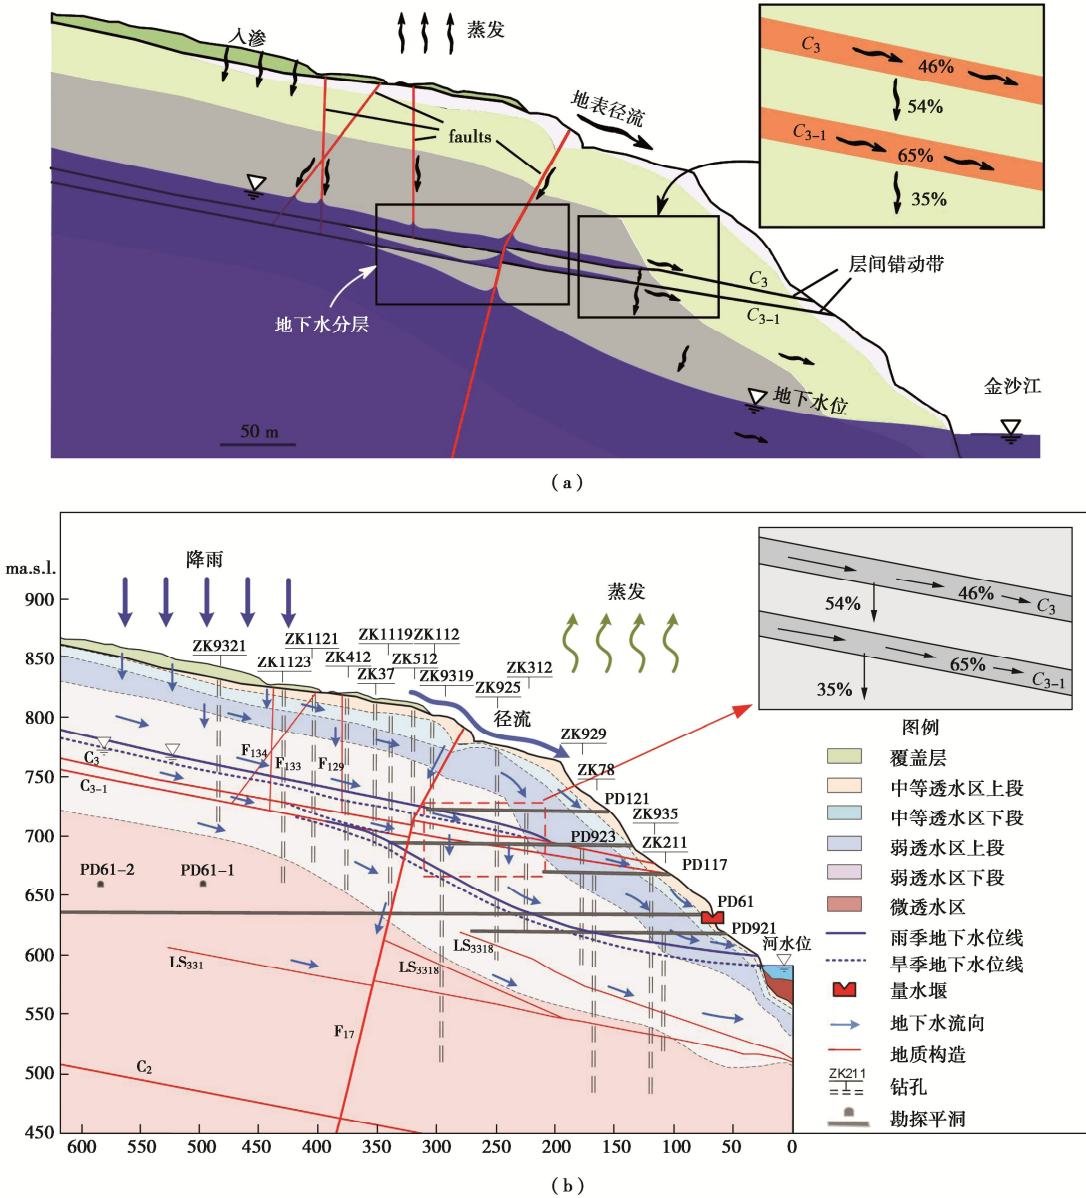 入渗
蒸发
地表径流
faults
C3
46%
54%
C3-1
65%
35%
层间错动带
C3
C3-1
地下水分层
地下水位
金沙江
50 m
(a)
ma.s.l.
降雨
蒸发
径流
900
850
800
750
700
650
600
550
500
450
ZK9321
ZK1121
ZK1123
ZK1119
ZK112
ZK412
ZK512
ZK37
ZK9319
ZK312
ZK925
ZK929
ZK78
PD121
ZK935
PD923
ZK211
PD117
PD61
PD921
河水位
C3
C3-1
F134
F133
F129
PD61-2
PD61-1
LS331
LS3318
LS3318
F17
C2
46%
C3
54%
65%
C3-1
35%
图例
覆盖层
中等透水区上段
中等透水区下段
弱透水区上段
弱透水区下段
微透水区
雨季地下水位线
旱季地下水位线
量水堰
地下水流向
地质构造
ZK211
钻孔
勘探平洞
600 550 500 450 400 350 300 250 200 150 100 50 0
(b)